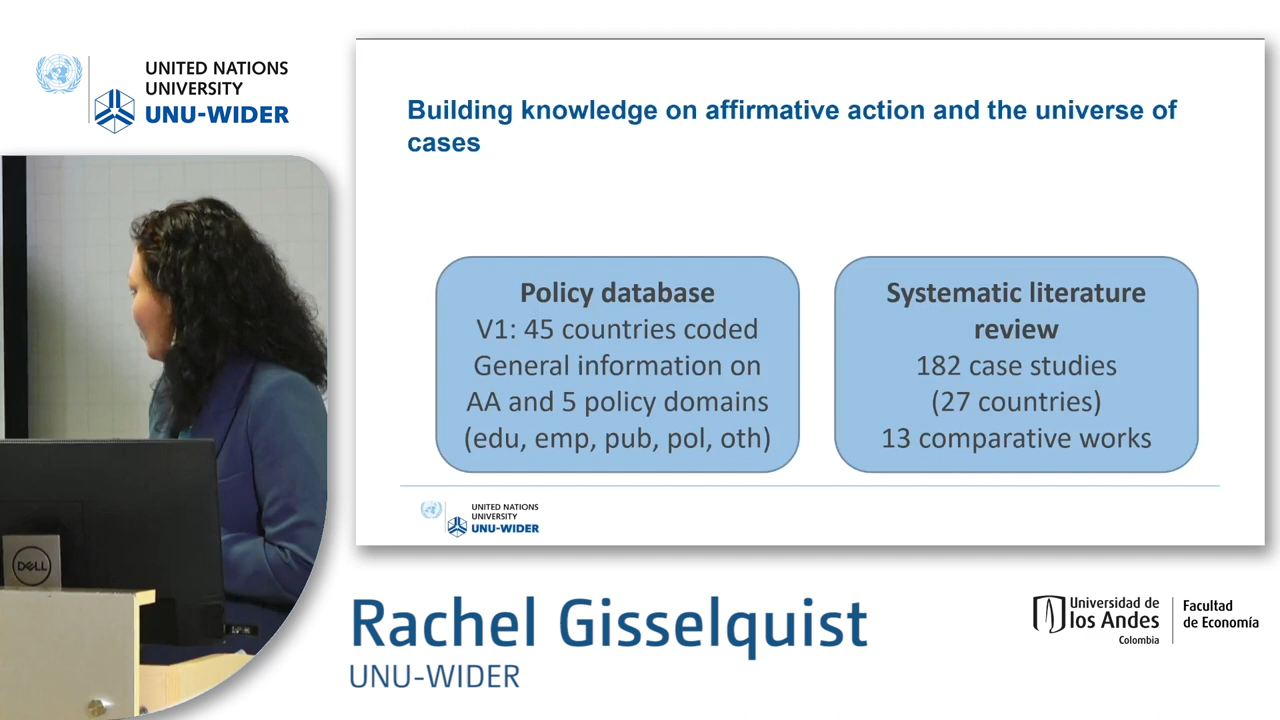 UNITED NATIONS
UNIVERSITY
UNU-WIDER
Building knowledge on affirmative action and the universe of
cases
Policy database
V1: 45 countries coded
General information on
AA and 5 policy domains
(edu, emp, pub, pol, oth)
Systematic literature
review
182 case studies
(27 countries)
13 comparative works
UNITED NATIONS
UNIVERSITY
UNU-WIDER
DELL
Rachel Gisselquist
UNU-WIDER
Universidad de
los Andes
Colombia
Facultad
de Economía